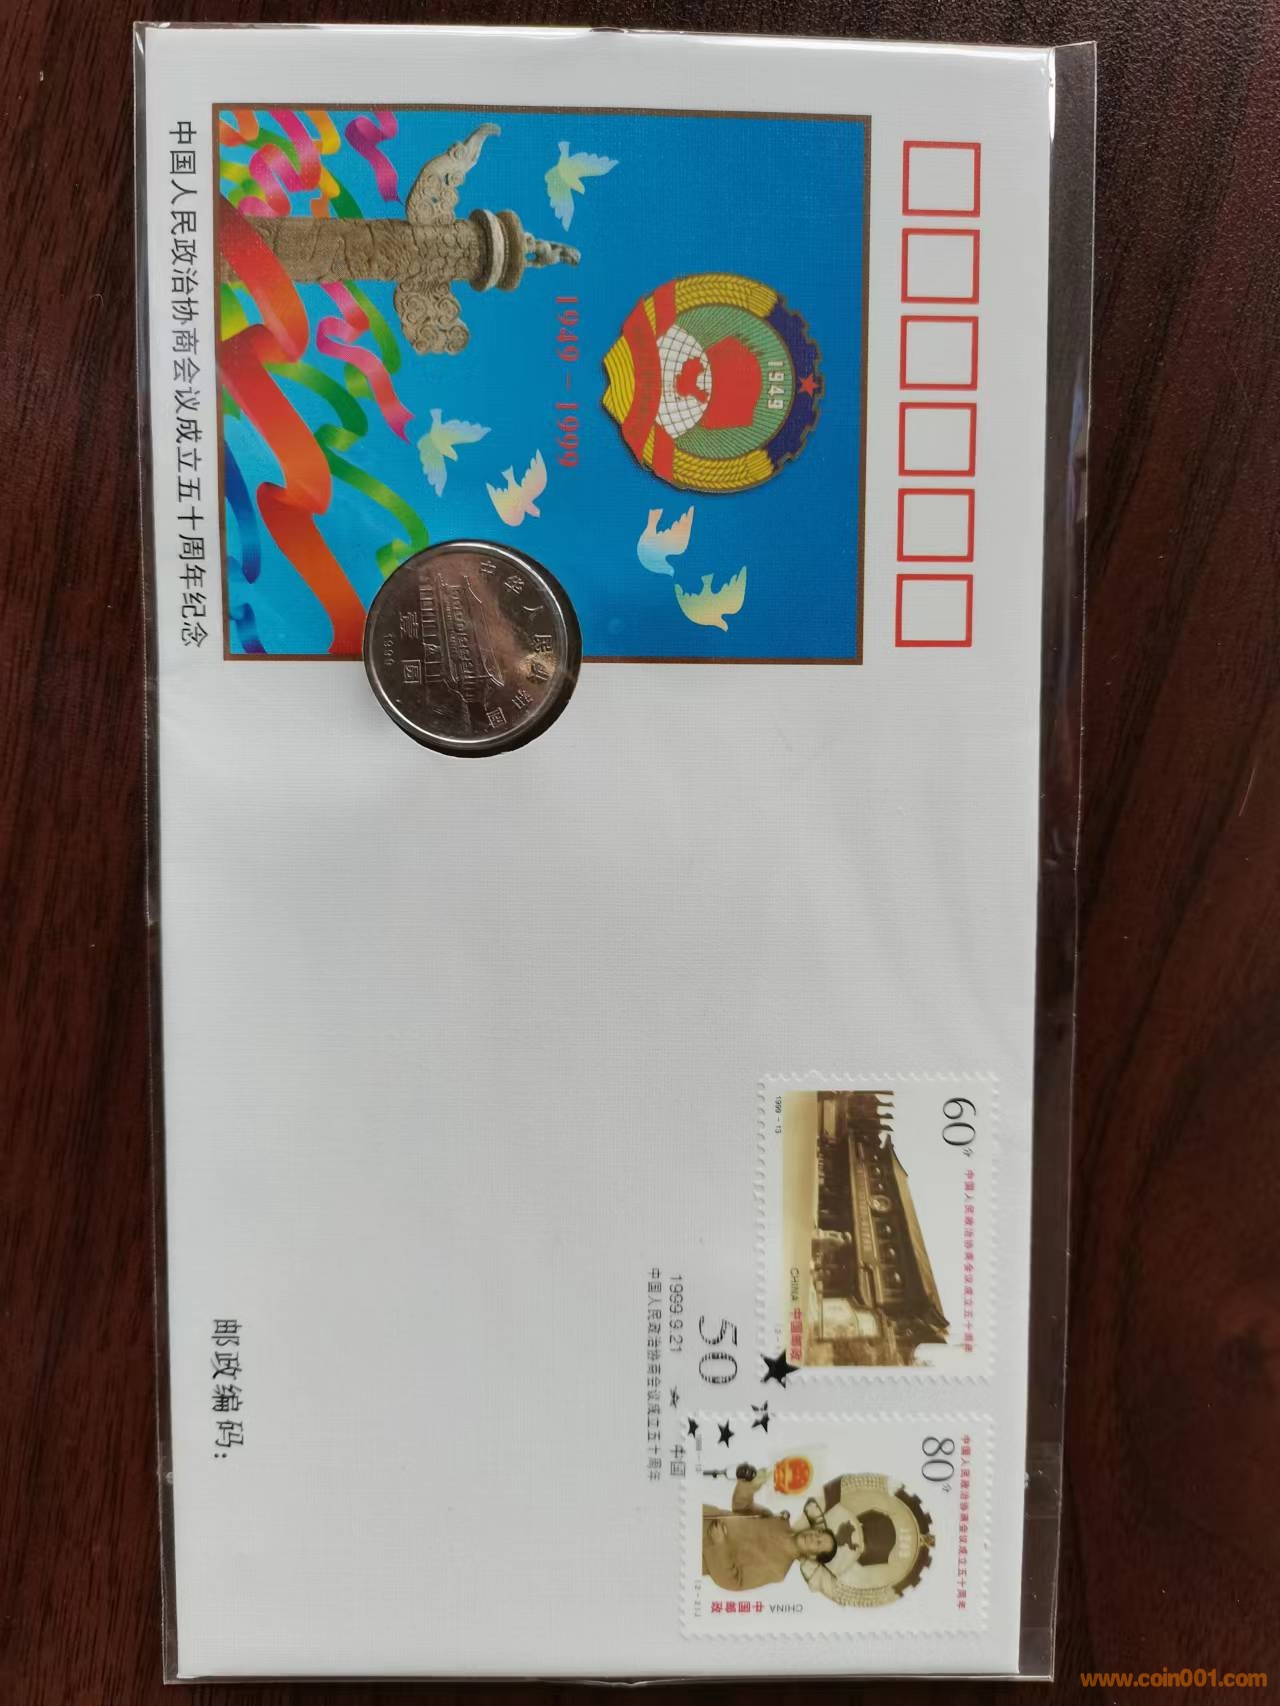 1949
1949-1999
中华人民共和国
壹圆
1999
中国人民政治协商会议成立五十周年纪念
60分
中国人民政治协商会议成立五十周年
1999-13
CHINA 中国邮政
80分
中国人民政治协商会议成立五十周年
1949
中国邮政 CHINA
50
1999.9.21 中国
中国人民政治协商会议成立五十周年
邮政编码：
www.coin001.com